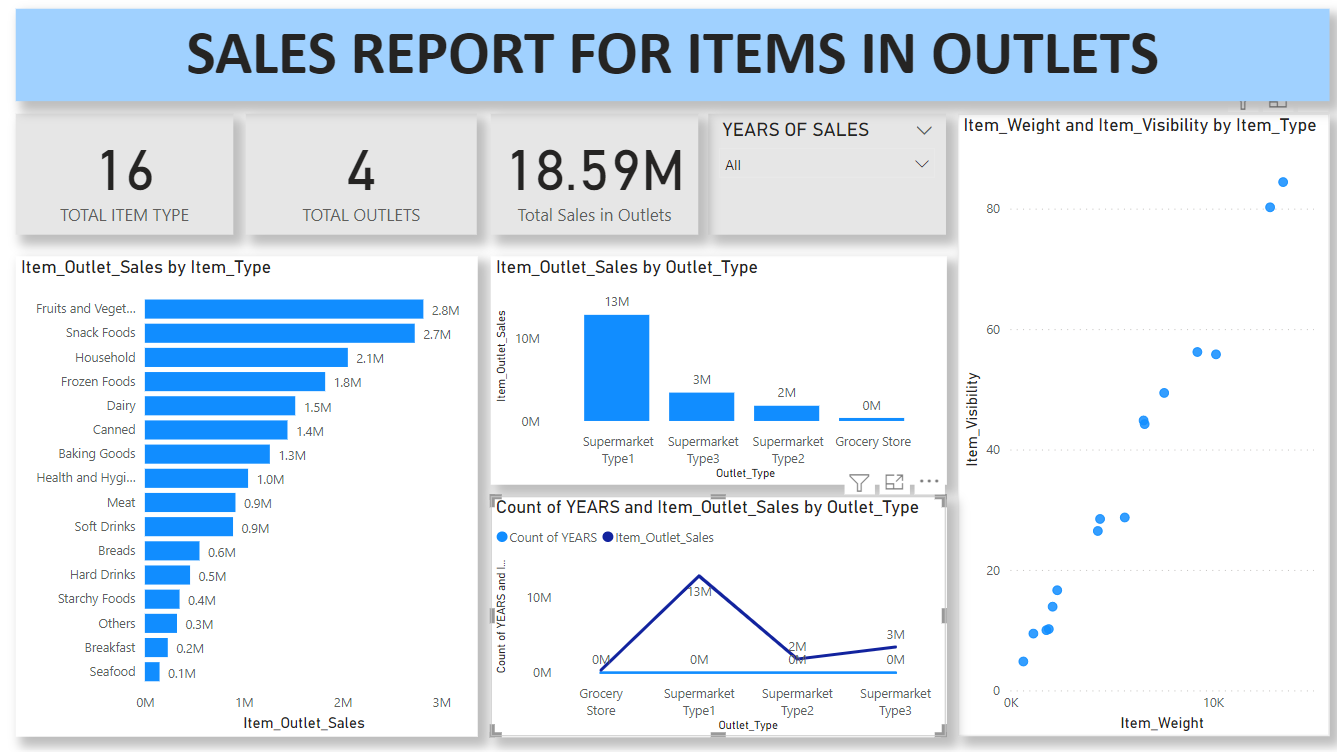 SALES REPORT FOR ITEMS IN OUTLETS
16
TOTAL ITEM TYPE
4
TOTAL OUTLETS
18.59M
Total Sales in Outlets
YEARS OF SALES
All
Item_Outlet_Sales by Item_Type
Fruits and Veget... 2.8M
Snack Foods 2.7M
Household 2.1M
Frozen Foods 1.8M
Dairy 1.5M
Canned 1.4M
Baking Goods 1.3M
Health and Hygi... 1.0M
Meat 0.9M
Soft Drinks 0.9M
Breads 0.6M
Hard Drinks 0.5M
Starchy Foods 0.4M
Others 0.3M
Breakfast 0.2M
Seafood 0.1M
0M 1M 2M 3M
Item_Outlet_Sales
Item_Outlet_Sales by Outlet_Type
Item_Outlet_Sales
10M
0M
13M
3M
2M
0M
Supermarket Type1
Supermarket Type3
Supermarket Type2
Grocery Store
Outlet_Type
Count of YEARS and Item_Outlet_Sales by Outlet_Type
Count of YEARS Item_Outlet_Sales
Count of YEARS and I...
10M
0M
0M
13M
0M
2M
0M
3M
0M
Grocery Store
Supermarket Type1
Supermarket Type2
Supermarket Type3
Outlet_Type
Item_Weight and Item_Visibility by Item_Type
Item_Visibility
80
60
40
20
0
0K 10K
Item_Weight